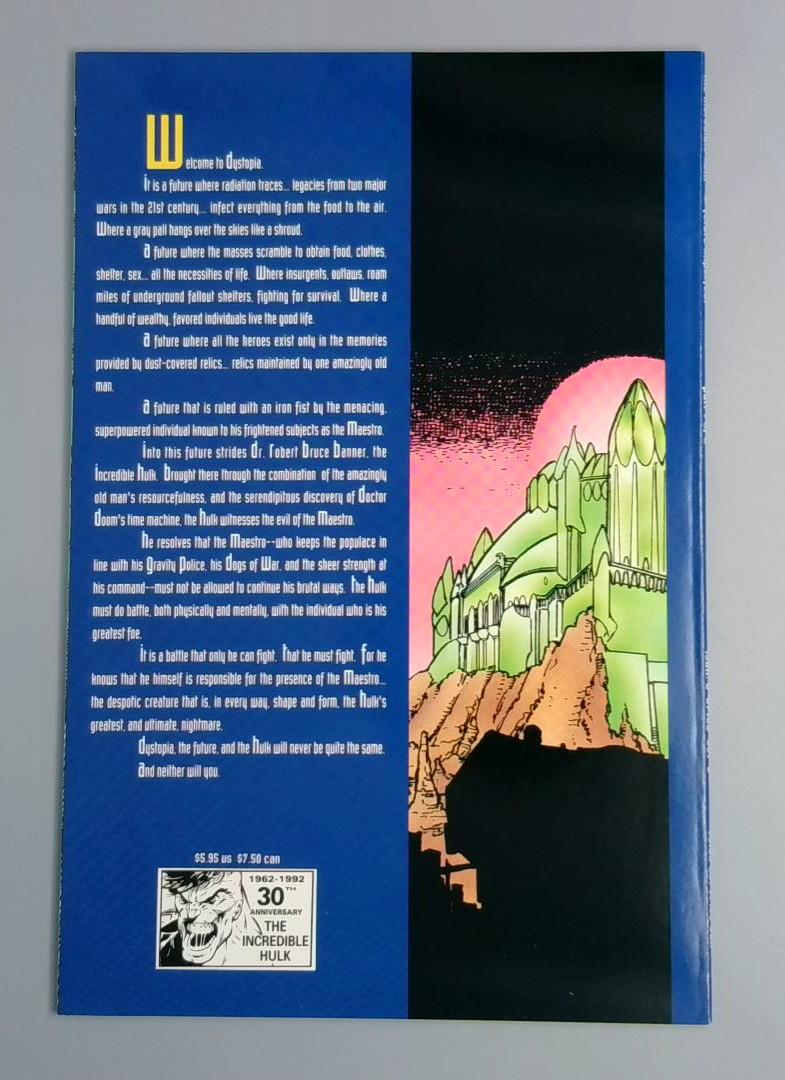 Welcome to Dystopia.
It is a future where radiation traces... legacies from two major
wars in the 21st century... infect everything from the food to the air.
Where a gray pall hangs over the skies like a shroud.
A future where the masses scramble to obtain food, clothes,
shelter, sex... all the necessities of life. Where insurgents, outlaws, roam
miles of underground fallout shelters, fighting for survival. Where a
handful of wealthy, favored individuals live the good life.
A future where all the heroes exist only in the memories
provided by dust-covered relics... relics maintained by one amazingly old
man.
A future that is ruled with an iron fist by the menacing,
superpowered individual known to his frightened subjects as the Maestro.
Into this future strides Dr. Robert Bruce Banner, the
Incredible Hulk. Brought there through the combination of the amazingly
old man's resourcefulness, and the serendipitous discovery of Doctor
Doom's time machine, the Hulk witnesses the evil of the Maestro.
He resolves that the Maestro--who keeps the populace in
line with his Gravity Police, his Dogs of War, and the sheer strength at
his command--must not be allowed to continue his brutal ways. The Hulk
must do battle, both physically and mentally, with the individual who is his
greatest foe.
It is a battle that only he can fight. That he must fight. For he
knows that he himself is responsible for the presence of the Maestro...
the despotic creature that is, in every way, shape and form, the Hulk's
greatest, and ultimate, nightmare.
Dystopia, the future, and the Hulk will never be quite the same.
And neither will you.
$5.95 US $7.50 CAN
1962-1992
30TH
ANNIVERSARY
THE
INCREDIBLE
HULK